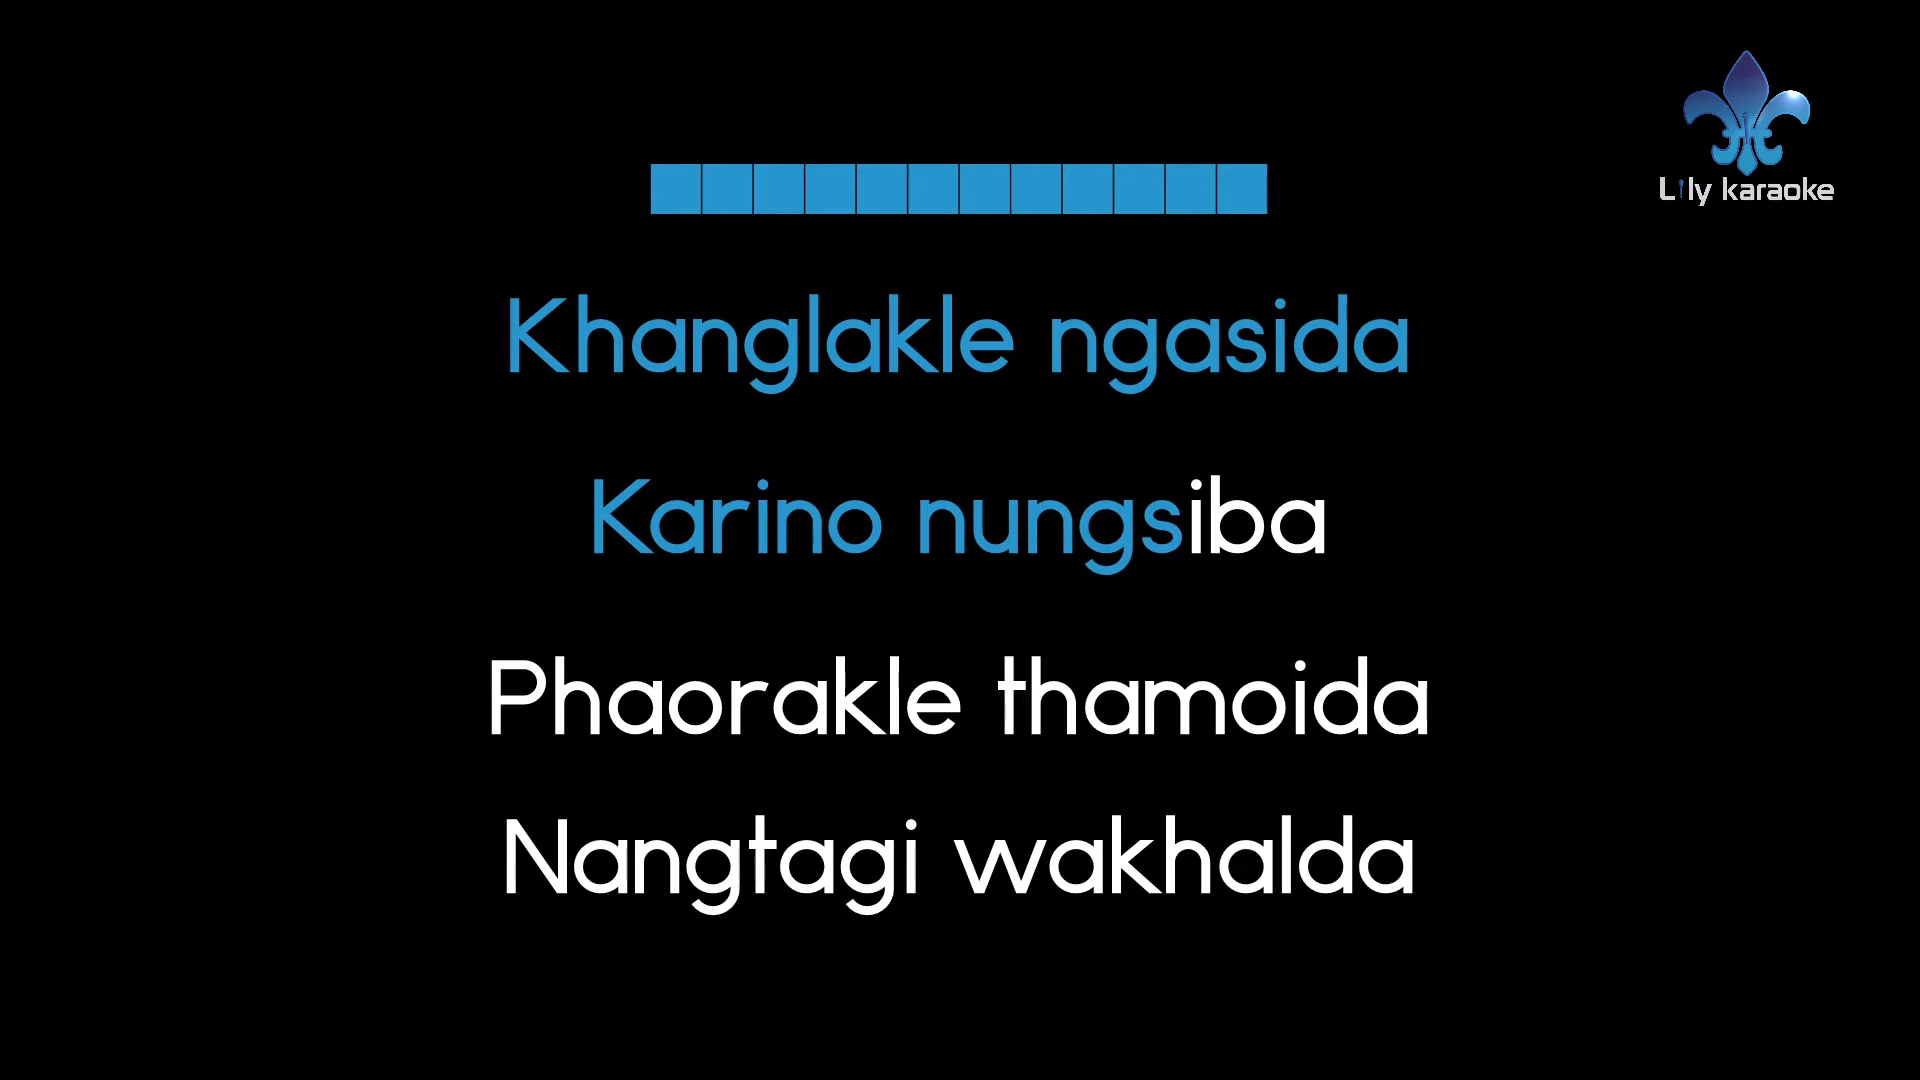 Lily karaoke
Khanglakle ngasida
Karino nungsiba
Phaorakle thamoida
Nangtagi wakhalda